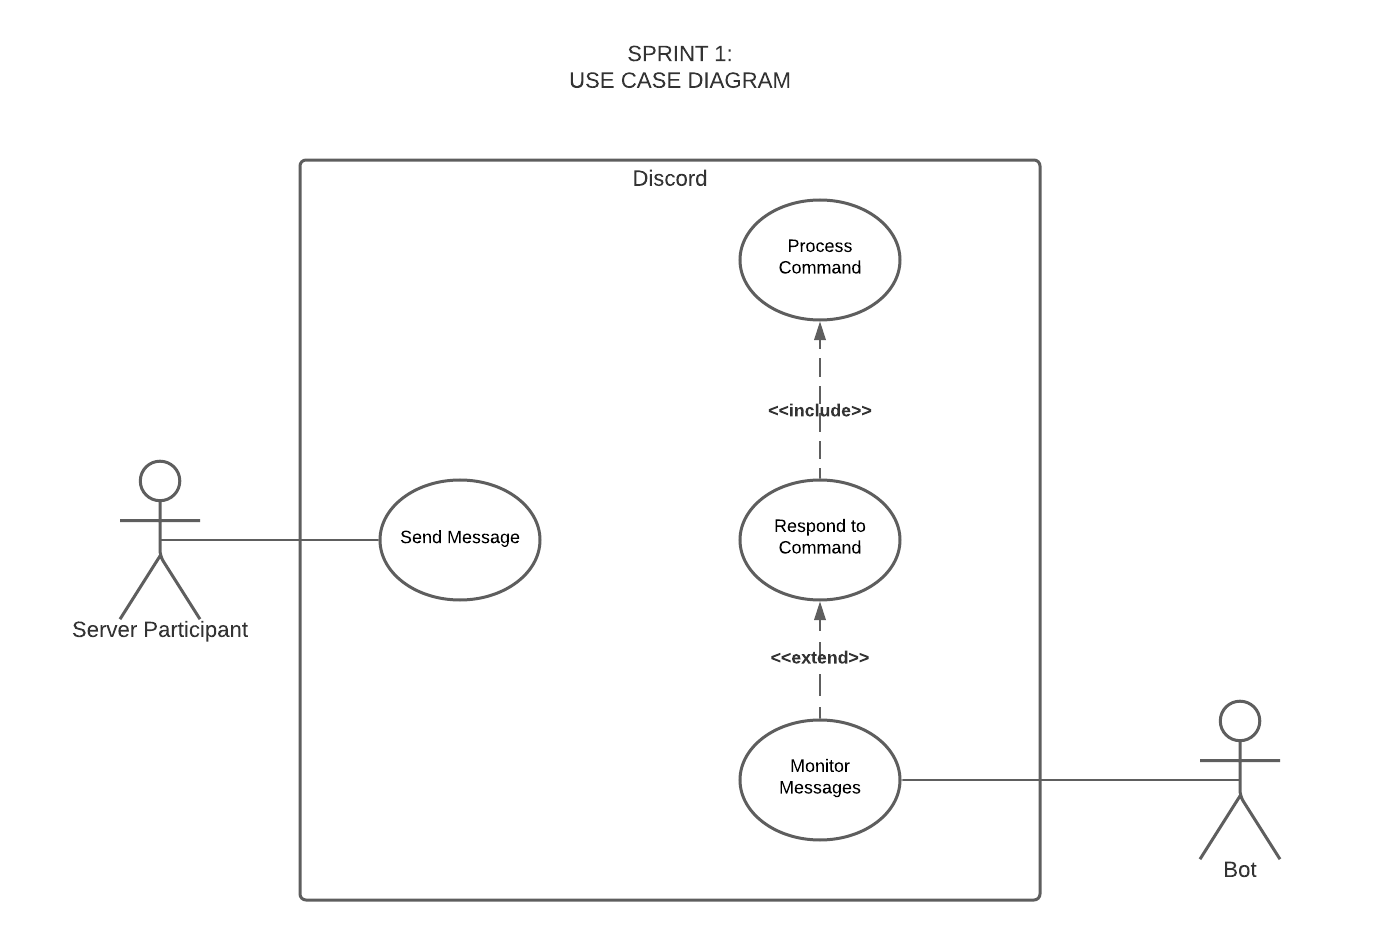 SPRINT 1:
USE CASE DIAGRAM
Discord
Process
Command
<<include>>
Send Message
Respond to
Command
Server Participant
<<extend>>
Monitor
Messages
Bot